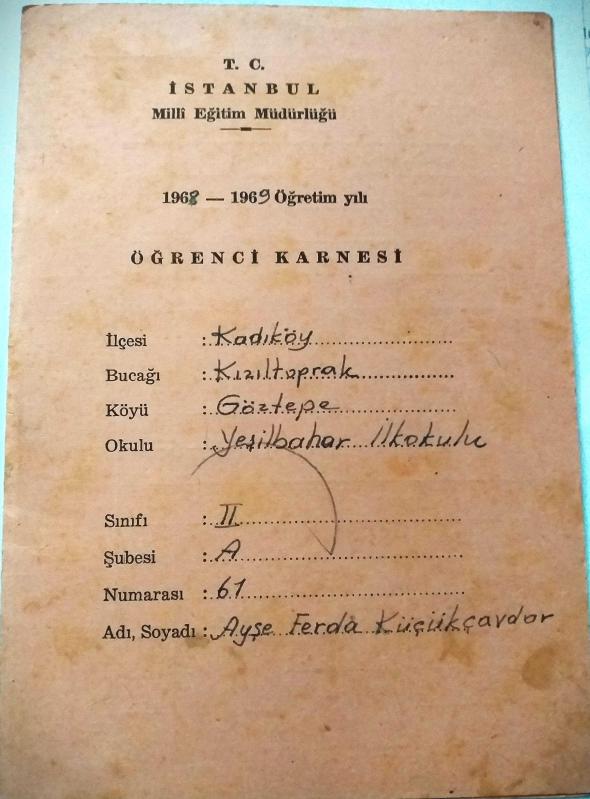 T. C.
İSTANBUL
Millî Eğitim Müdürlüğü
1968 — 1969 Öğretim yılı
ÖĞRENCİ KARNESİ
İlçesi : Kadıköy
Bucağı : Kızıltoprak
Köyü : Göztepe
Okulu : Yeşilbahar İlkokulu
Sınıfı : II
Şubesi : A
Numarası : 61
Adı, Soyadı : Ayşe Ferda Küçükçavdar